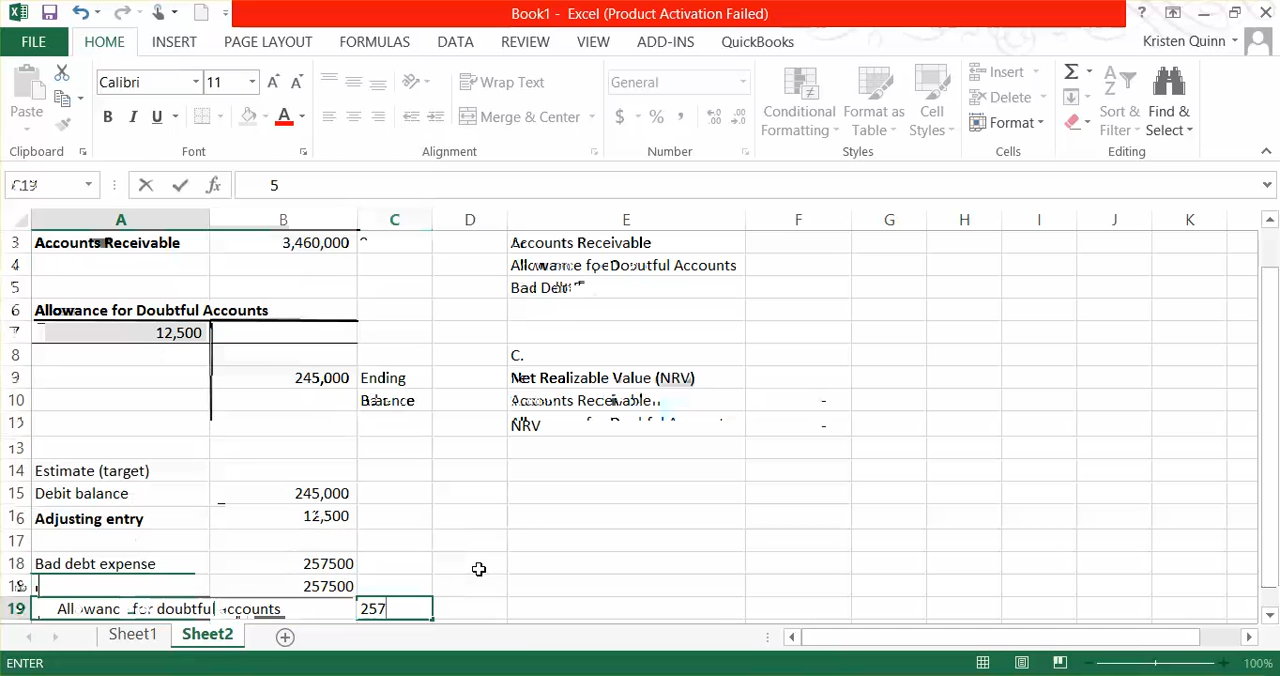 Book1 - Excel (Product Activation Failed)
FILE HOME INSERT PAGE LAYOUT FORMULAS DATA REVIEW VIEW ADD-INS QuickBooks Kristen Quinn
Calibri 11 Wrap Text General Insert
Paste Merge & Center Conditional Formatting Format as Table Cell Styles Delete Format Sort & Filter Find & Select
Clipboard Font Alignment Number Styles Cells Editing
C19 5
A B C D E F G H I J K
3 Accounts Receivable 3,460,000 Accounts Receivable
4 Allowance for Doutful Accounts
5 Bad Debt
6 Allowance for Doubtful Accounts
7 12,500
8 C.
9 245,000 Ending Net Realizable Value (NRV)
10 Balance Accounts Receivable -
NRV -
13
14 Estimate (target)
15 Debit balance 245,000
16 Adjusting entry 12,500
17
18 Bad debt expense 257500
257500
19 Allowance for doubtful accounts 257
Sheet1 Sheet2
ENTER 100%